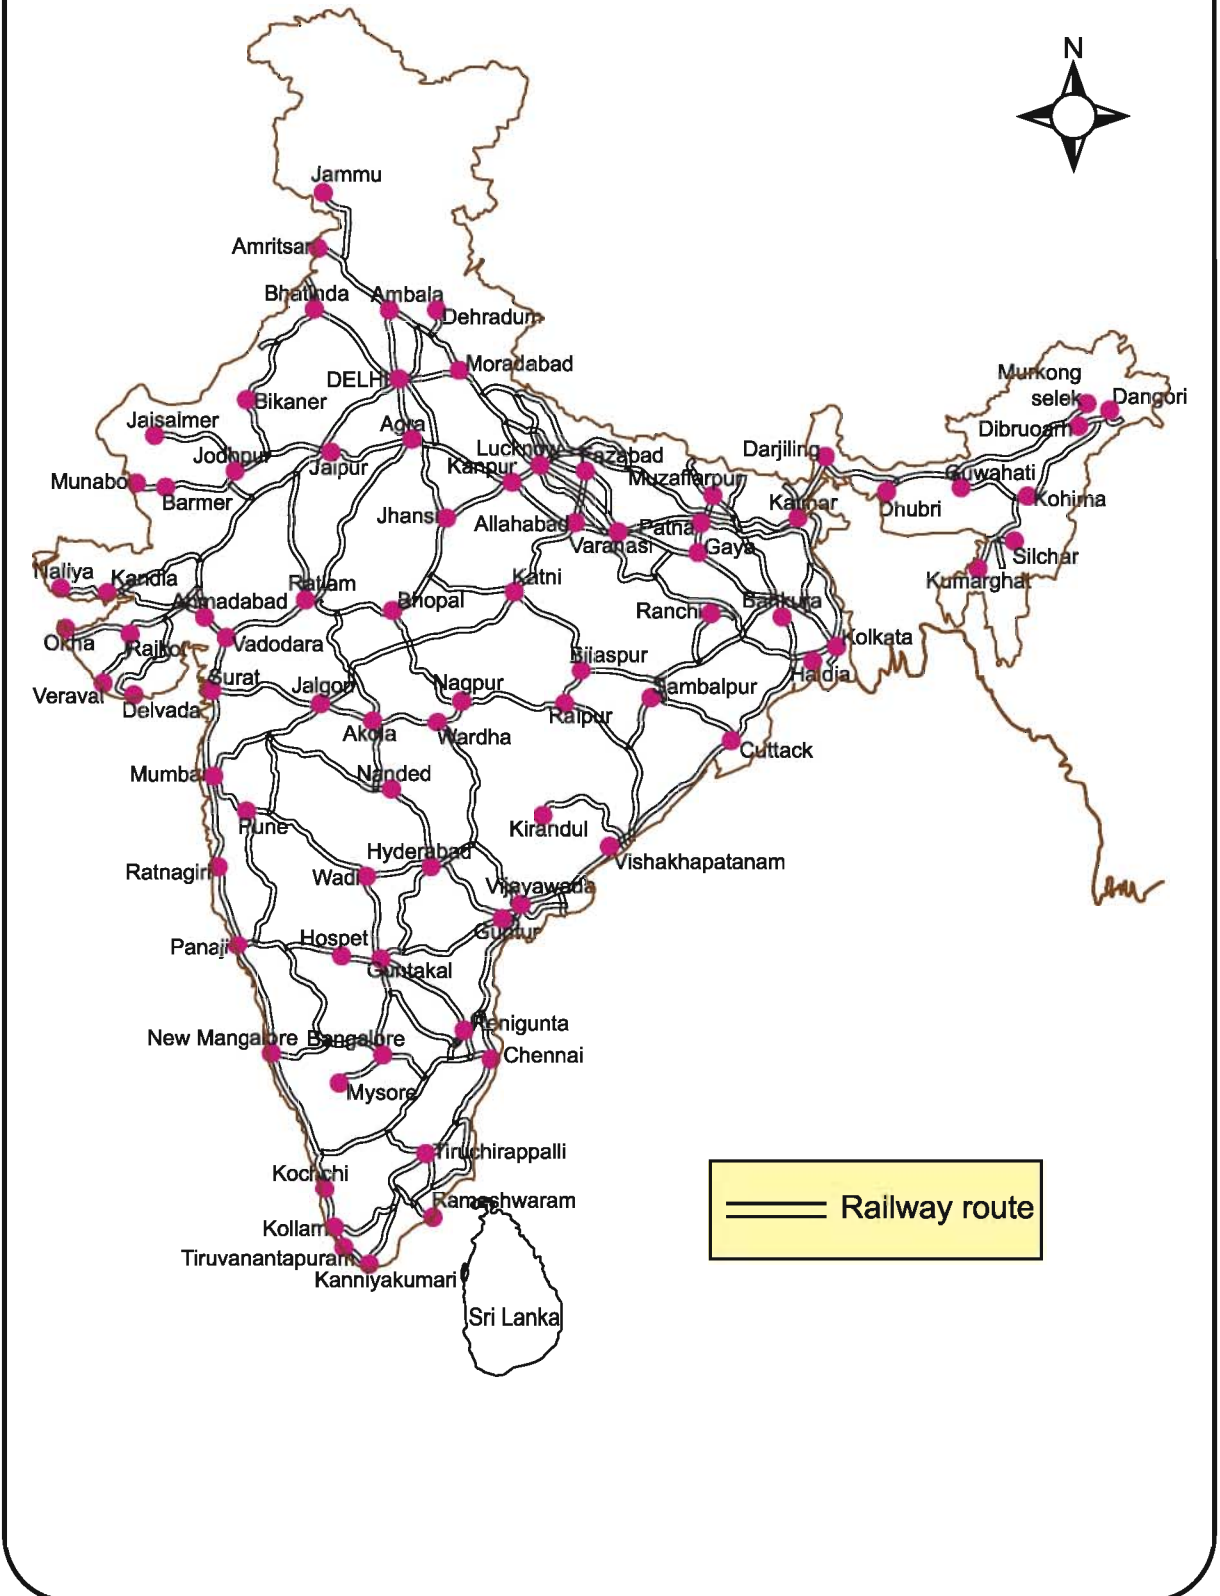 N
Jammu
Amritsar
Bhatinda
Ambala
Dehradum
Moradabad
DELHI
Bikaner
Jaisalmer
Agra
Jodhpur
Jaipur
Lucknow
Kanpur
Fazabad
Munabo
Barmer
Muzaffarpur
Darjiling
Murkong
selek
Dangori
Dibruoarh
Guwahati
Dhubri
Kohima
Katihar
Jhansi
Allahabad
Varanasi
Patna
Gaya
Silchar
Kumarghat
Naliya
Kandla
Ahmadabad
Ratlam
Bhopal
Katni
Ranchi
Bankura
Okha
Rajkot
Vadodara
Kolkata
Haldia
Bilaspur
Veraval
Delvada
Surat
Jalgon
Nagpur
Sambalpur
Akola
Wardha
Raipur
Cuttack
Mumbai
Nanded
Pune
Kirandul
Hyderabad
Vishakhapatanam
Ratnagiri
Wadi
Vijayawada
Guntur
Panaji
Hospet
Guntakal
New Mangalore
Bangalore
Renigunta
Chennai
Mysore
Tiruchirappalli
Kochchi
Rameshwaram
Kollam
Tiruvanantapuram
Kanniyakumari
Sri Lanka
Railway route